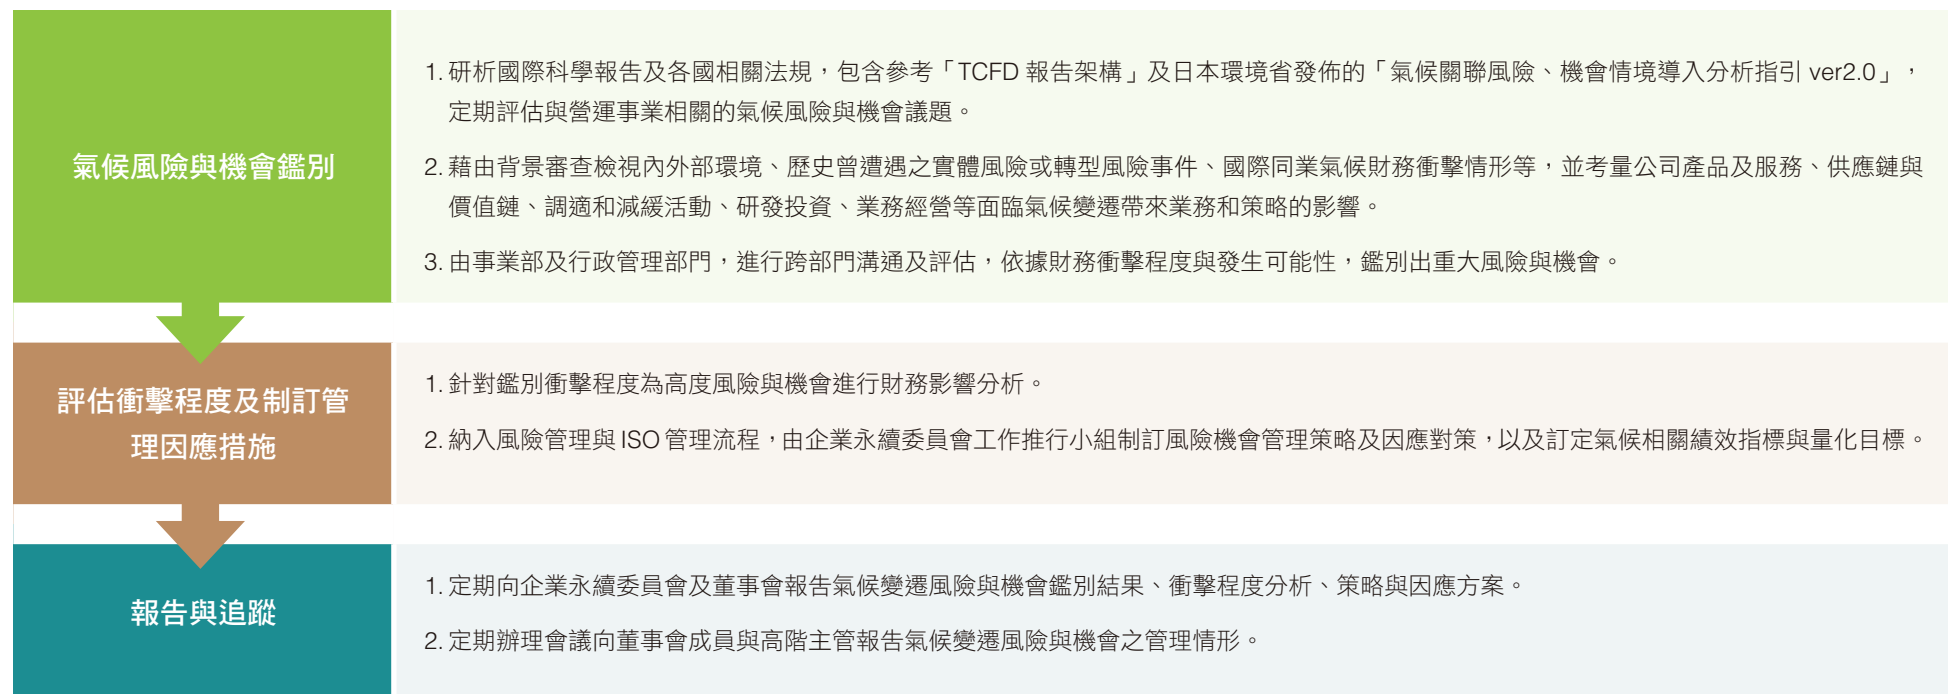 氣候風險與機會鑑別
1. 研析國際科學報告及各國相關法規，包含參考「TCFD 報告架構」及日本環境省發佈的「氣候關聯風險、機會情境導入分析指引 ver2.0」，
定期評估與營運事業相關的氣候風險與機會議題。
2. 藉由背景審查檢視內外部環境、歷史曾遭遇之實體風險或轉型風險事件、國際同業氣候財務衝擊情形等，並考量公司產品及服務、供應鏈與
價值鏈、調適和減緩活動、研發投資、業務經營等面臨氣候變遷帶來業務和策略的影響。
3. 由事業部及行政管理部門，進行跨部門溝通及評估，依據財務衝擊程度與發生可能性，鑑別出重大風險與機會。
評估衝擊程度及制訂管
理因應措施
1. 針對鑑別衝擊程度為高度風險與機會進行財務影響分析。
2. 納入風險管理與 ISO 管理流程，由企業永續委員會工作推行小組制訂風險機會管理策略及因應對策，以及訂定氣候相關績效指標與量化目標。
報告與追蹤
1. 定期向企業永續委員會及董事會報告氣候變遷風險與機會鑑別結果、衝擊程度分析、策略與因應方案。
2. 定期辦理會議向董事會成員與高階主管報告氣候變遷風險與機會之管理情形。